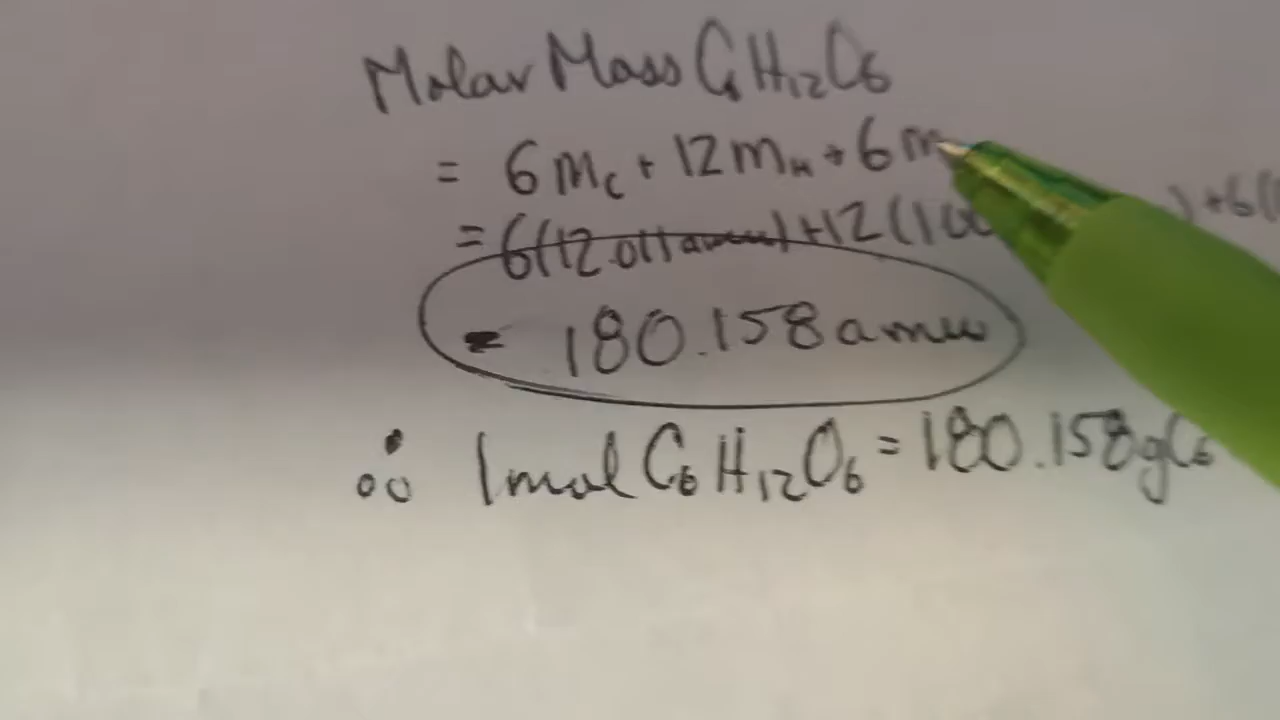 Molar Mass C6H12O6
= 6 mC + 12 mH + 6 m
= 6(12.011 amu) + 12(1.00 ) + 6(
= 180.158 amu
∴ 1 mol C6H12O6 = 180.158 g C6